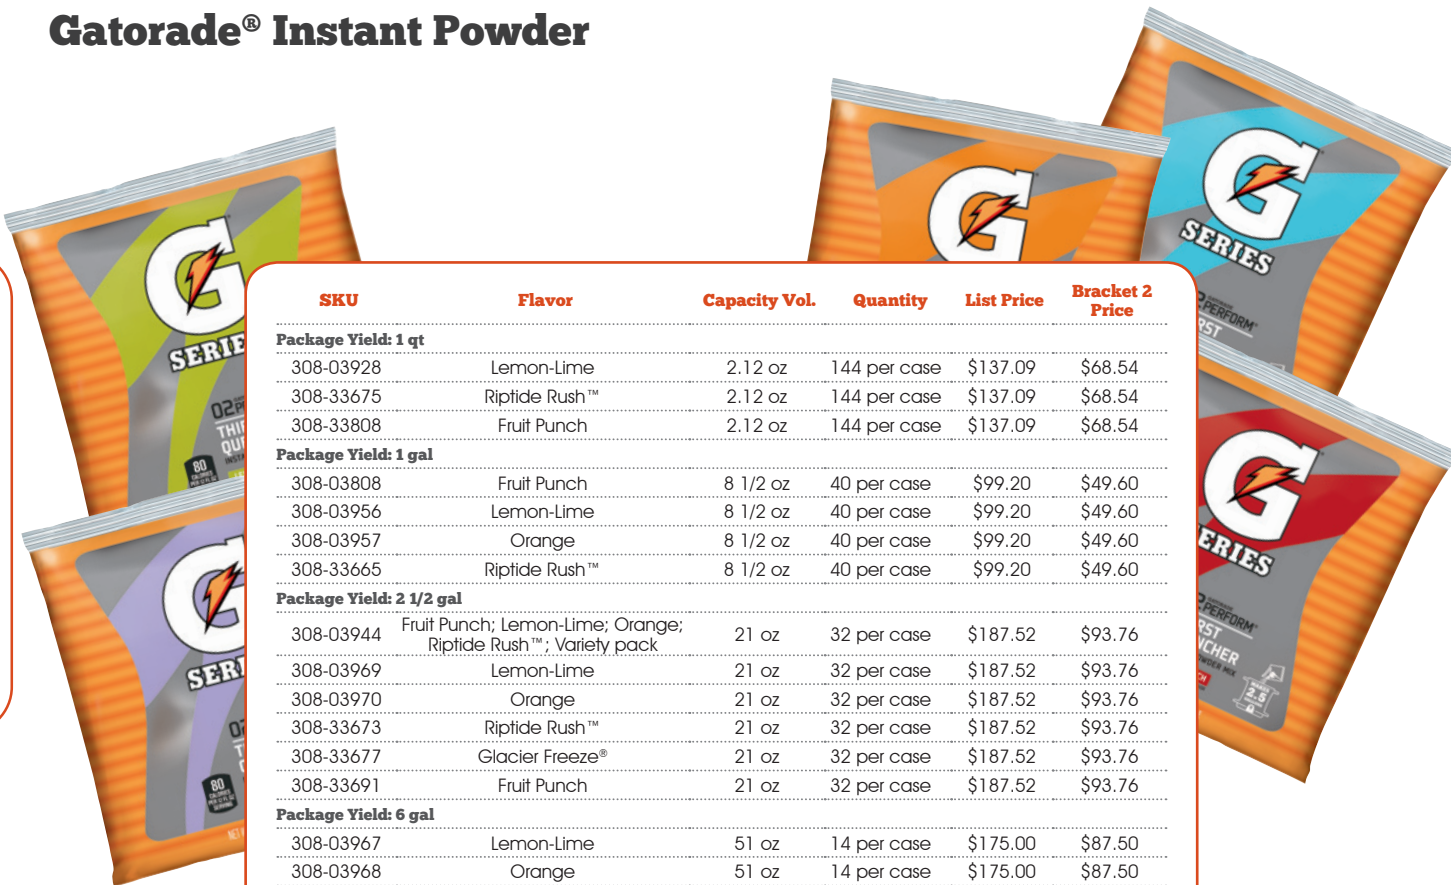 Gatorade® Instant Powder
G
SERIES
80
G
G
SERIES
PERFORM
G
PERFORM
2.5
G
80
SKU Flavor Capacity Vol. Quantity List Price Bracket 2 Price
Package Yield: 1 qt
308-03928 Lemon-Lime 2.12 oz 144 per case $137.09 $68.54
308-33675 Riptide Rush™ 2.12 oz 144 per case $137.09 $68.54
308-33808 Fruit Punch 2.12 oz 144 per case $137.09 $68.54
Package Yield: 1 gal
308-03808 Fruit Punch 8 1/2 oz 40 per case $99.20 $49.60
308-03956 Lemon-Lime 8 1/2 oz 40 per case $99.20 $49.60
308-03957 Orange 8 1/2 oz 40 per case $99.20 $49.60
308-33665 Riptide Rush™ 8 1/2 oz 40 per case $99.20 $49.60
Package Yield: 2 1/2 gal
308-03944 Fruit Punch; Lemon-Lime; Orange; Riptide Rush™; Variety pack 21 oz 32 per case $187.52 $93.76
308-03969 Lemon-Lime 21 oz 32 per case $187.52 $93.76
308-03970 Orange 21 oz 32 per case $187.52 $93.76
308-33673 Riptide Rush™ 21 oz 32 per case $187.52 $93.76
308-33677 Glacier Freeze® 21 oz 32 per case $187.52 $93.76
308-33691 Fruit Punch 21 oz 32 per case $187.52 $93.76
Package Yield: 6 gal
308-03967 Lemon-Lime 51 oz 14 per case $175.00 $87.50
308-03968 Orange 51 oz 14 per case $175.00 $87.50